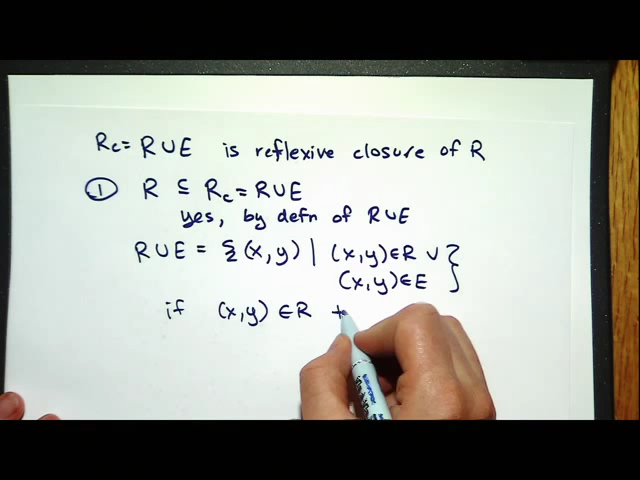 Rc = R∪E is reflexive closure of R
① R ⊆ Rc = R∪E
yes, by defn of R∪E
R∪E = {(x,y) | (x,y)∈R ∨
(x,y)∈E }
if (x,y) ∈R t